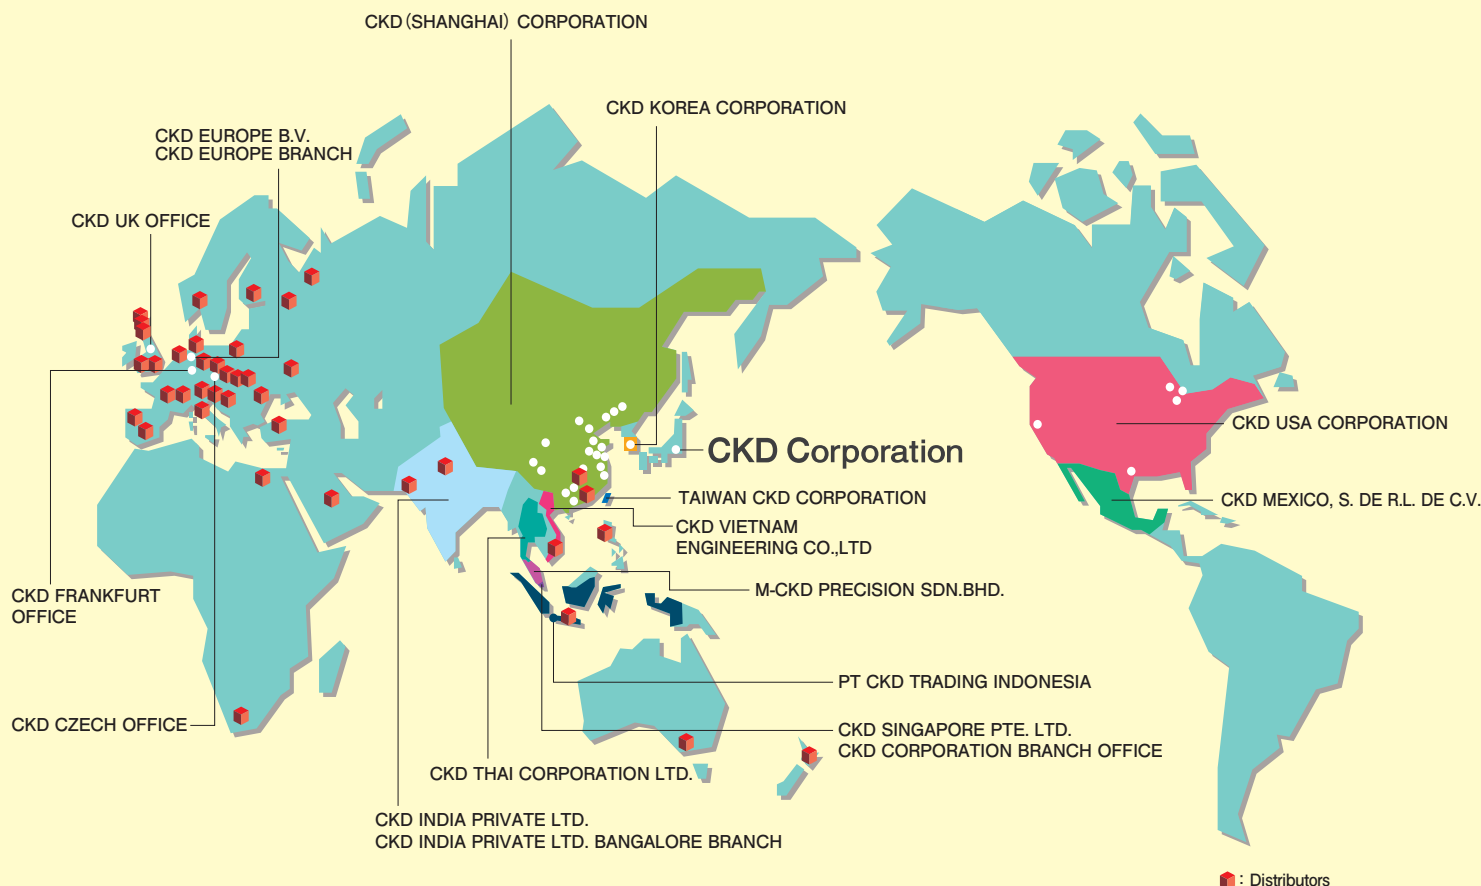 CKD (SHANGHAI) CORPORATION
CKD KOREA CORPORATION
CKD EUROPE B.V.
CKD EUROPE BRANCH
CKD UK OFFICE
CKD USA CORPORATION
CKD Corporation
TAIWAN CKD CORPORATION
CKD MEXICO, S. DE R.L. DE C.V.
CKD VIETNAM
ENGINEERING CO.,LTD
M-CKD PRECISION SDN.BHD.
CKD FRANKFURT
OFFICE
PT CKD TRADING INDONESIA
CKD CZECH OFFICE
CKD SINGAPORE PTE. LTD.
CKD CORPORATION BRANCH OFFICE
CKD THAI CORPORATION LTD.
CKD INDIA PRIVATE LTD.
CKD INDIA PRIVATE LTD. BANGALORE BRANCH
: Distributors